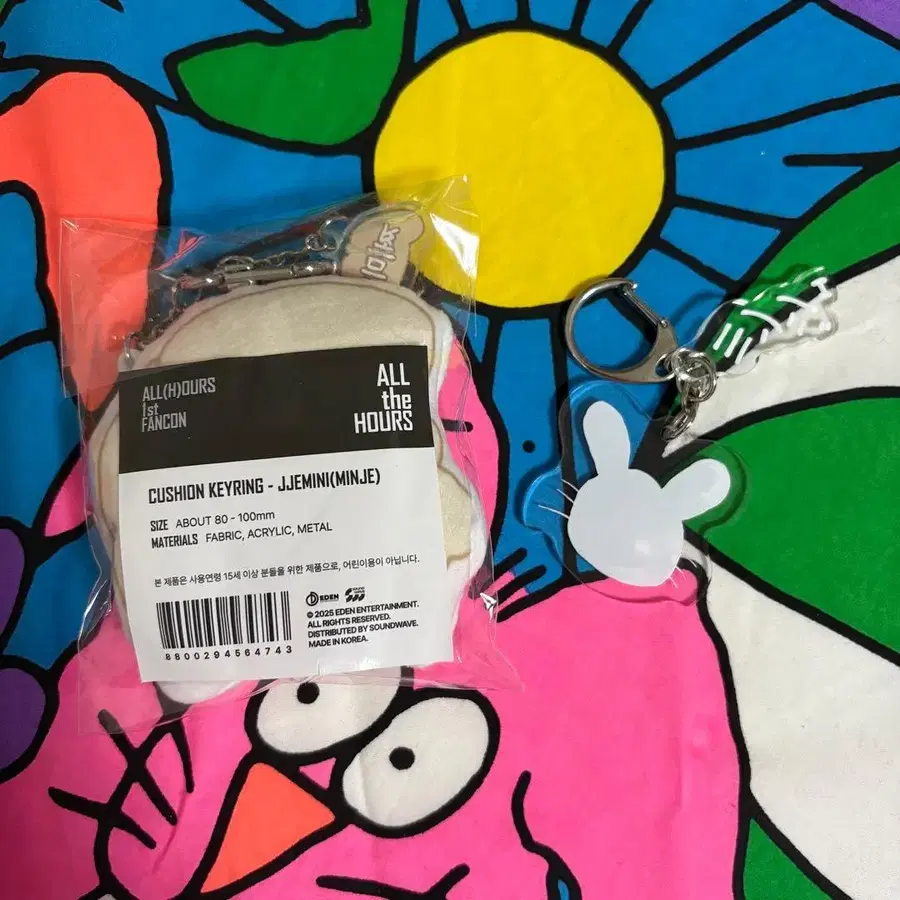 ALL(H)OURS
1st
FANCON
ALL
the
HOURS
CUSHION KEYRING - JJEMINI(MINJE)
SIZE ABOUT 80 - 100mm
MATERIALS FABRIC, ACRYLIC, METAL
본 제품은 사용연령 15세 이상 분들을 위한 제품으로, 어린이용이 아닙니다.
8800294564743
EDEN
© 2025 EDEN ENTERTAINMENT.
ALL RIGHTS RESERVED.
DISTRIBUTED BY SOUNDWAVE.
MADE IN KOREA.